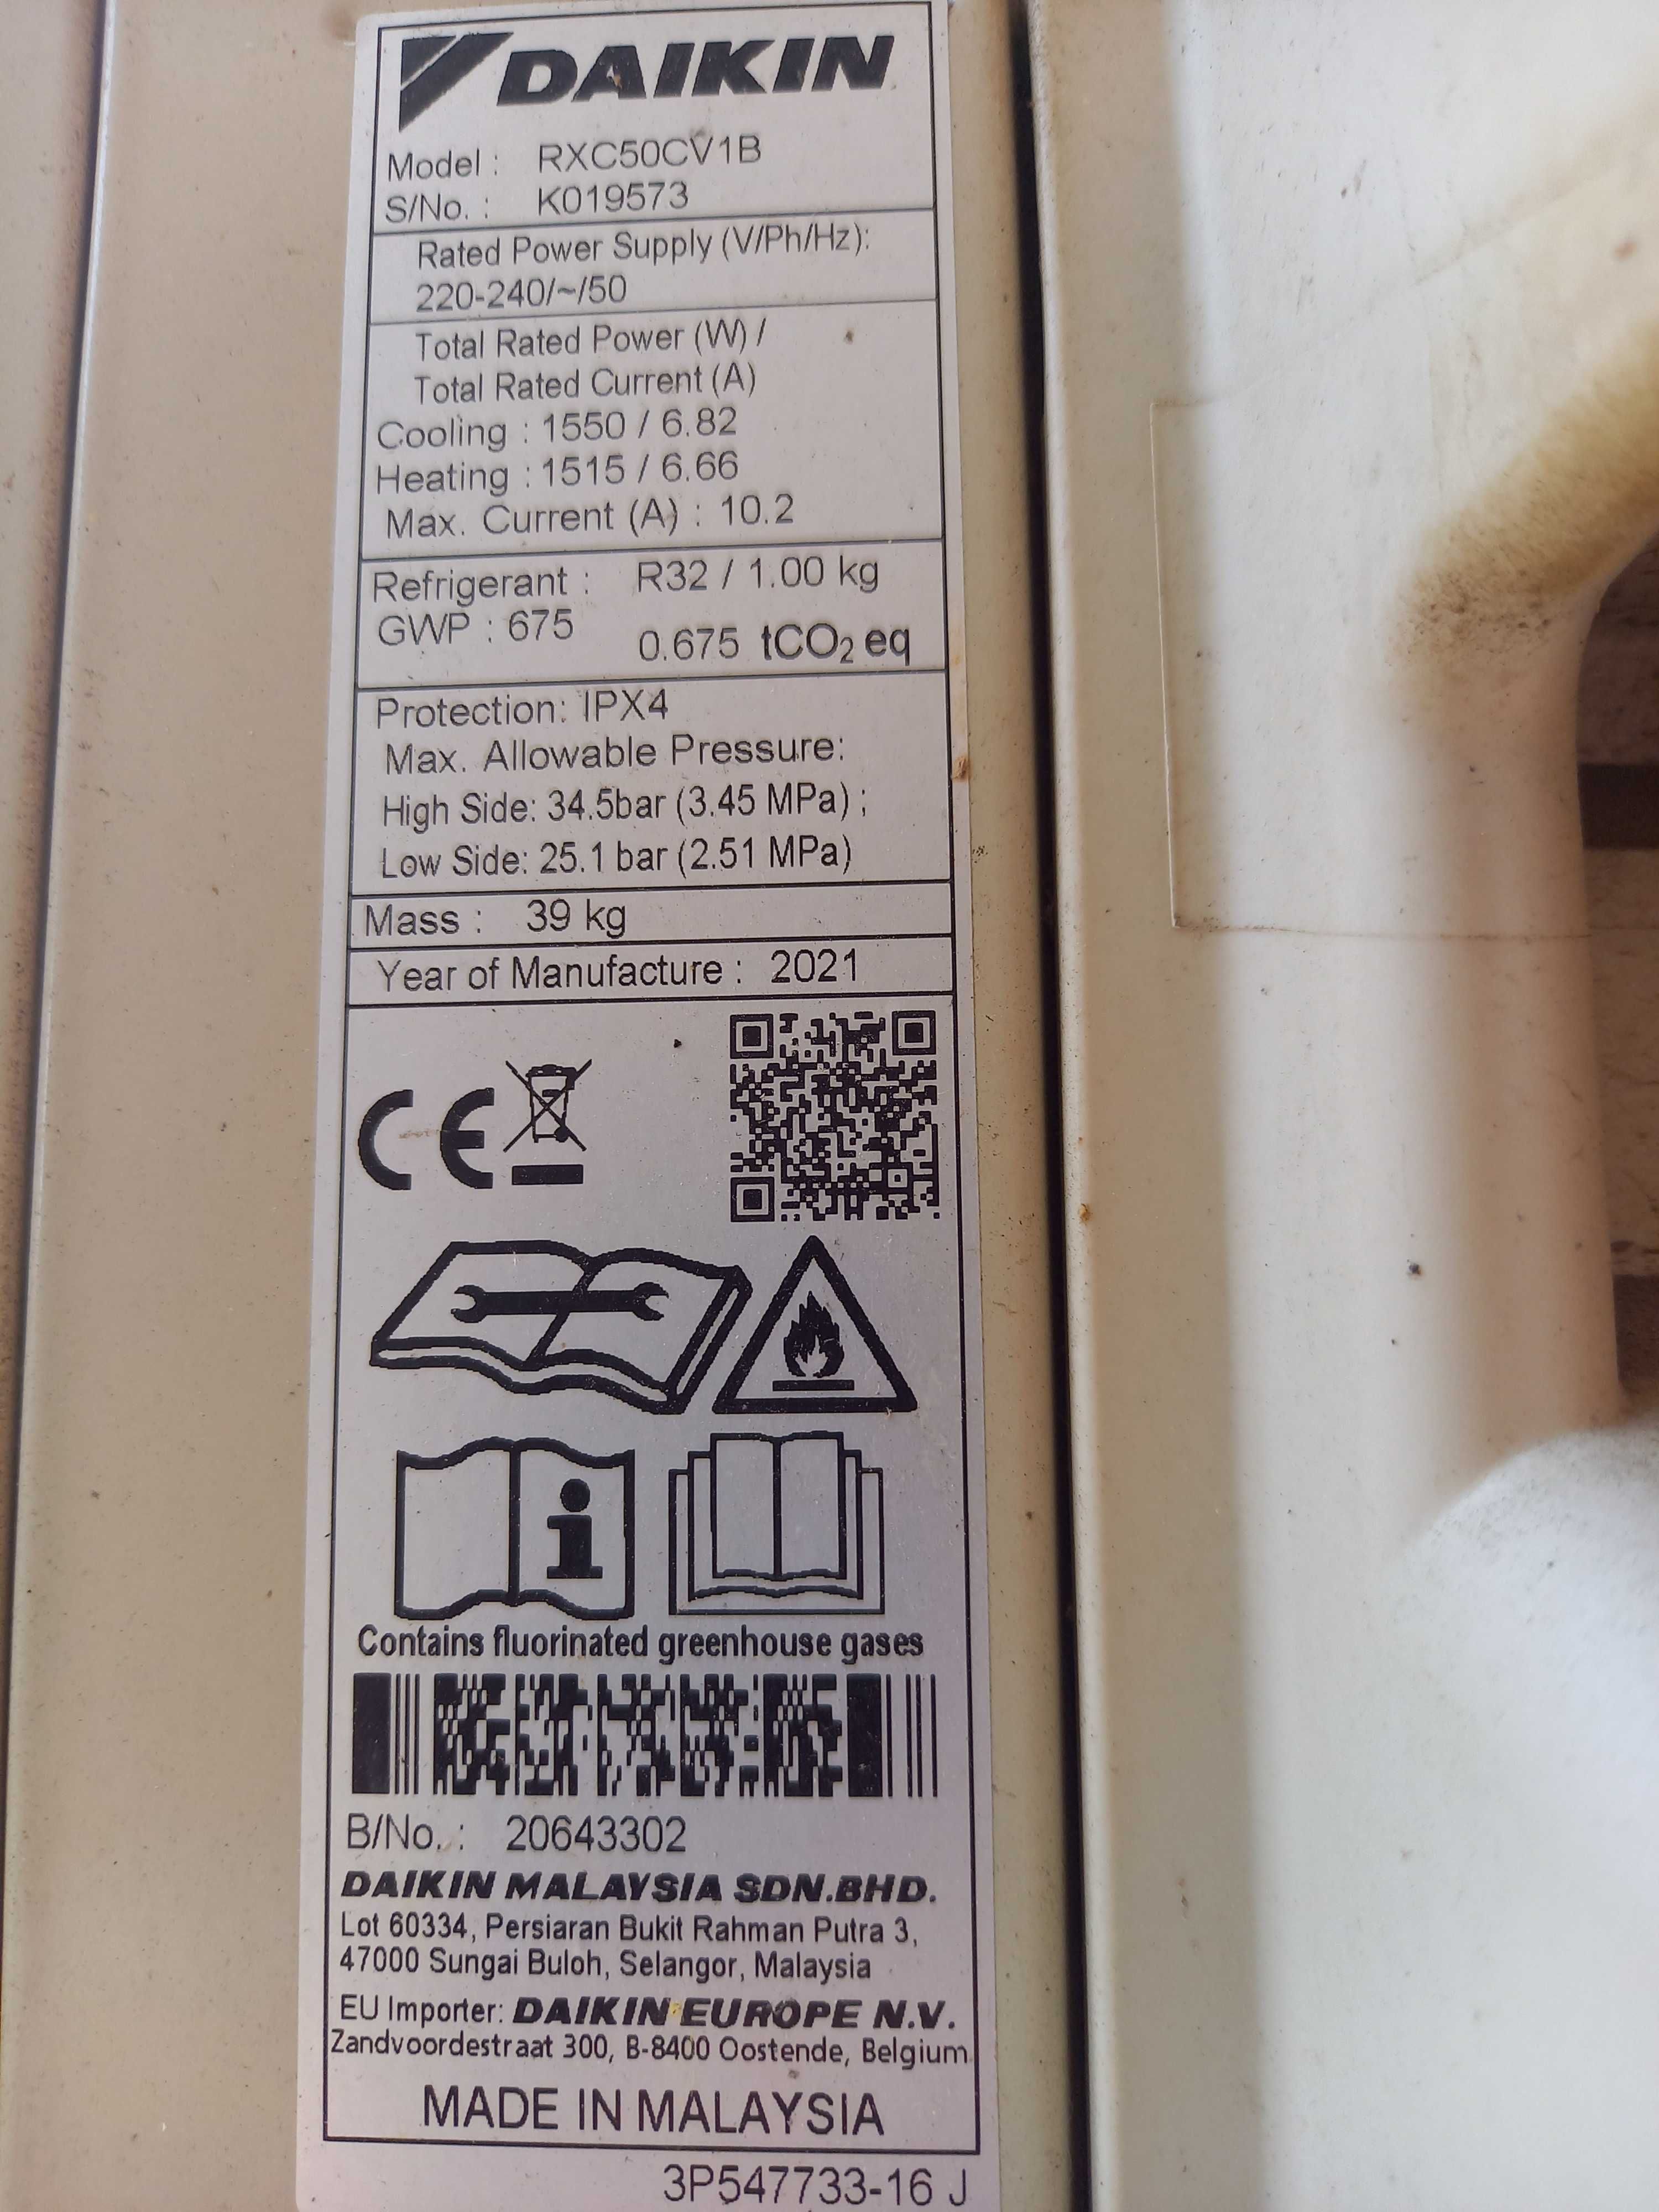 DAIKIN
Model : RXC50CV1B
S/No. : K019573
Rated Power Supply (V/Ph/Hz):
220-240/~/50
Total Rated Power (W) /
Total Rated Current (A)
Cooling : 1550 / 6.82
Heating : 1515 / 6.66
Max. Current (A) : 10.2
Refrigerant : R32 / 1.00 kg
GWP : 675 0.675 tCO₂ eq
Protection: IPX4
Max. Allowable Pressure:
High Side: 34.5bar (3.45 MPa) ;
Low Side: 25.1 bar (2.51 MPa)
Mass : 39 kg
Year of Manufacture : 2021
CE
Contains fluorinated greenhouse gases
B/No. : 20643302
DAIKIN MALAYSIA SDN.BHD.
Lot 60334, Persiaran Bukit Rahman Putra 3,
47000 Sungai Buloh, Selangor, Malaysia
EU Importer: DAIKIN EUROPE N.V.
Zandvoordestraat 300, B-8400 Oostende, Belgium
MADE IN MALAYSIA
3P547733-16 J